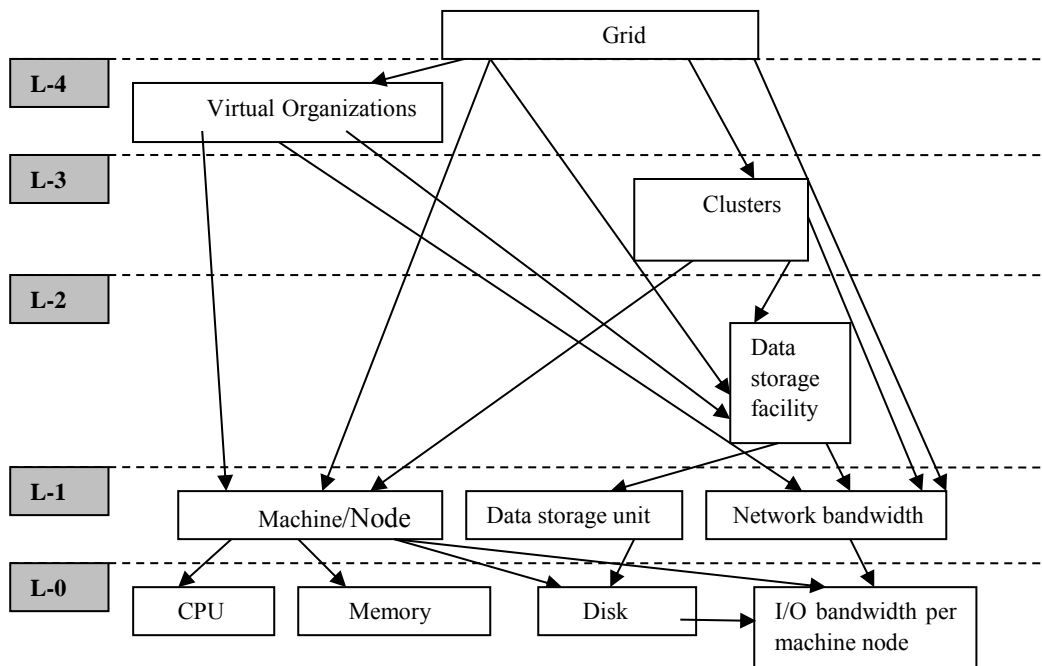 Grid
L-4
Virtual Organizations
L-3
Clusters
L-2
Data
storage
facility
L-1
Machine/Node
Data storage unit
Network bandwidth
L-0
CPU
Memory
Disk
I/O bandwidth per
machine node